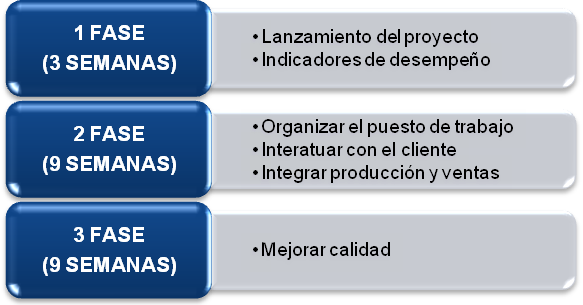 1 FASE
(3 SEMANAS)
• Lanzamiento del proyecto
• Indicadores de desempeño
2 FASE
(9 SEMANAS)
• Organizar el puesto de trabajo
• Interatuar con el cliente
• Integrar producción y ventas
3 FASE
(9 SEMANAS)
• Mejorar calidad